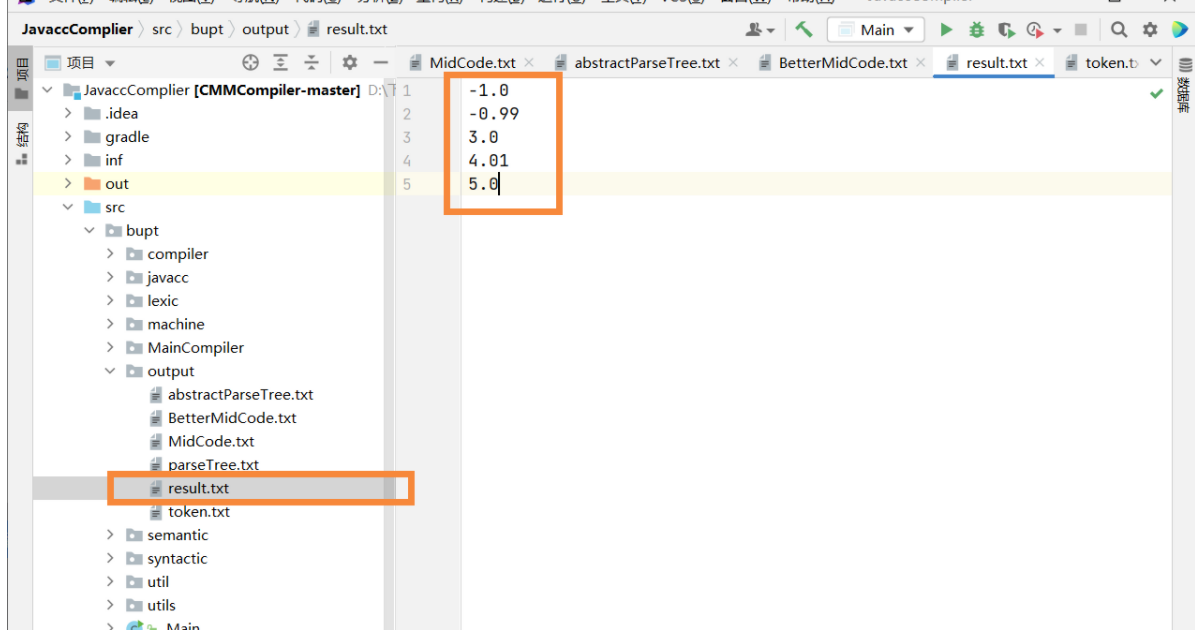 JavaccComplier 〉 src 〉 bupt 〉 output 〉 result.txt
Main
项目
MidCode.txt
abstractParseTree.txt
BetterMidCode.txt
result.txt
token.t
项目
结构
数据库
JavaccComplier [CMMCompiler-master] D:\
.idea
gradle
inf
out
src
bupt
compiler
javacc
lexic
machine
MainCompiler
output
abstractParseTree.txt
BetterMidCode.txt
MidCode.txt
parseTree.txt
result.txt
token.txt
semantic
syntactic
util
utils
Main
1 -1.0
2 -0.99
3 3.0
4 4.01
5 5.0